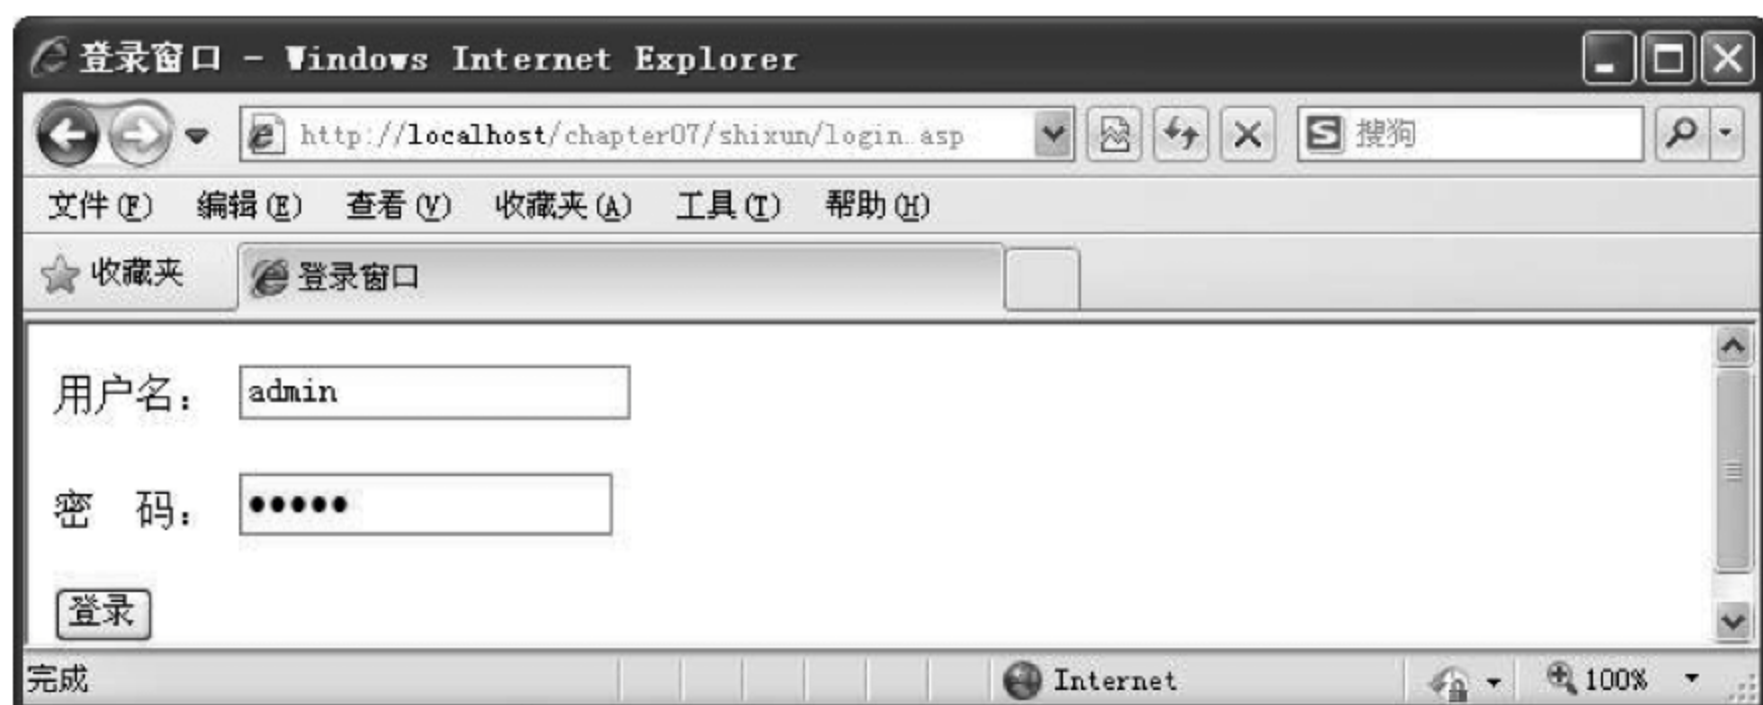 登录窗口 - Windows Internet Explorer
http://localhost/chapter07/shixun/login.asp 搜狗
文件(F) 编辑(E) 查看(V) 收藏夹(A) 工具(T) 帮助(H)
收藏夹 登录窗口
用户名： admin
密 码： •••••
登录
完成 Internet 100%